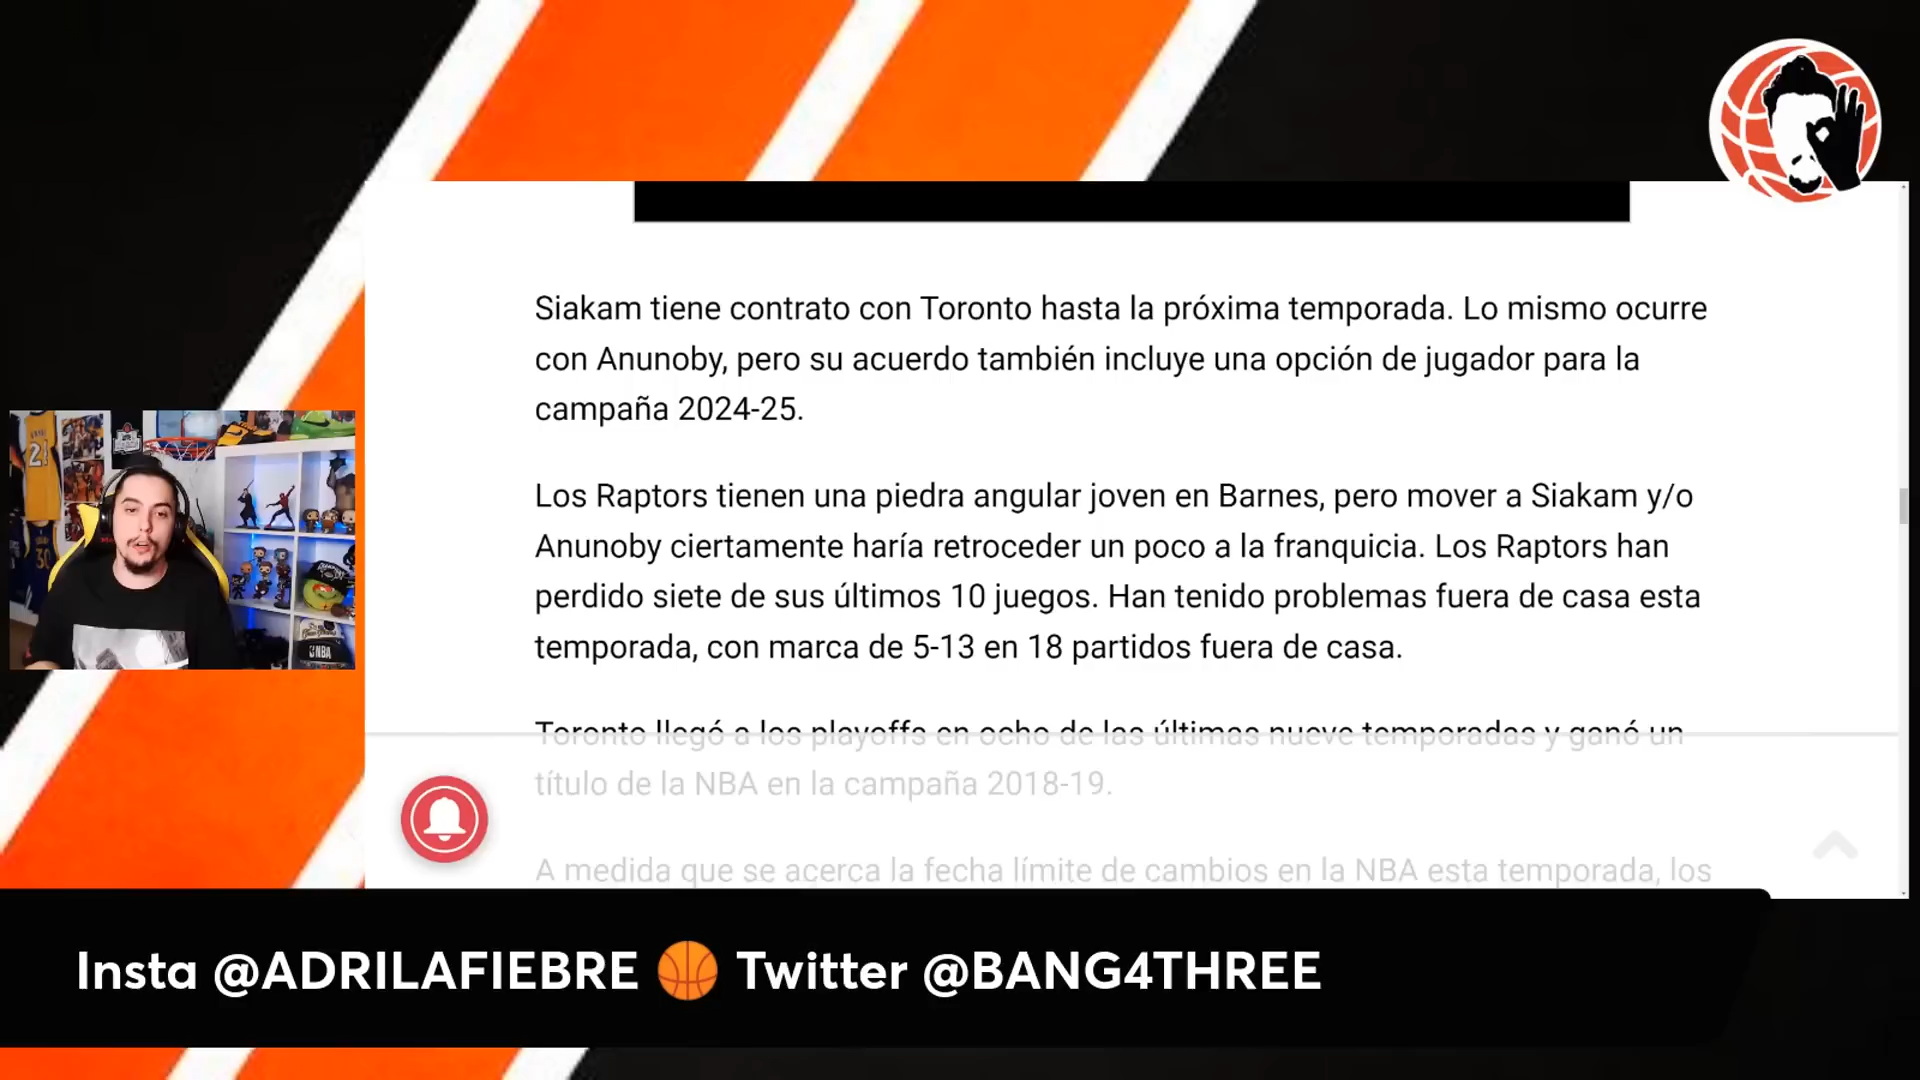 Siakam tiene contrato con Toronto hasta la próxima temporada. Lo mismo ocurre
con Anunoby, pero su acuerdo también incluye una opción de jugador para la
campaña 2024-25.
Los Raptors tienen una piedra angular joven en Barnes, pero mover a Siakam y/o
Anunoby ciertamente haría retroceder un poco a la franquicia. Los Raptors han
perdido siete de sus últimos 10 juegos. Han tenido problemas fuera de casa esta
temporada, con marca de 5-13 en 18 partidos fuera de casa.
Toronto llegó a los playoffs en ocho de las últimas nueve temporadas y ganó un
título de la NBA en la campaña 2018-19.
A medida que se acerca la fecha límite de cambios en la NBA esta temporada, los
30
NBA
Insta @ADRILAFIEBRE 🏀 Twitter @BANG4THREE